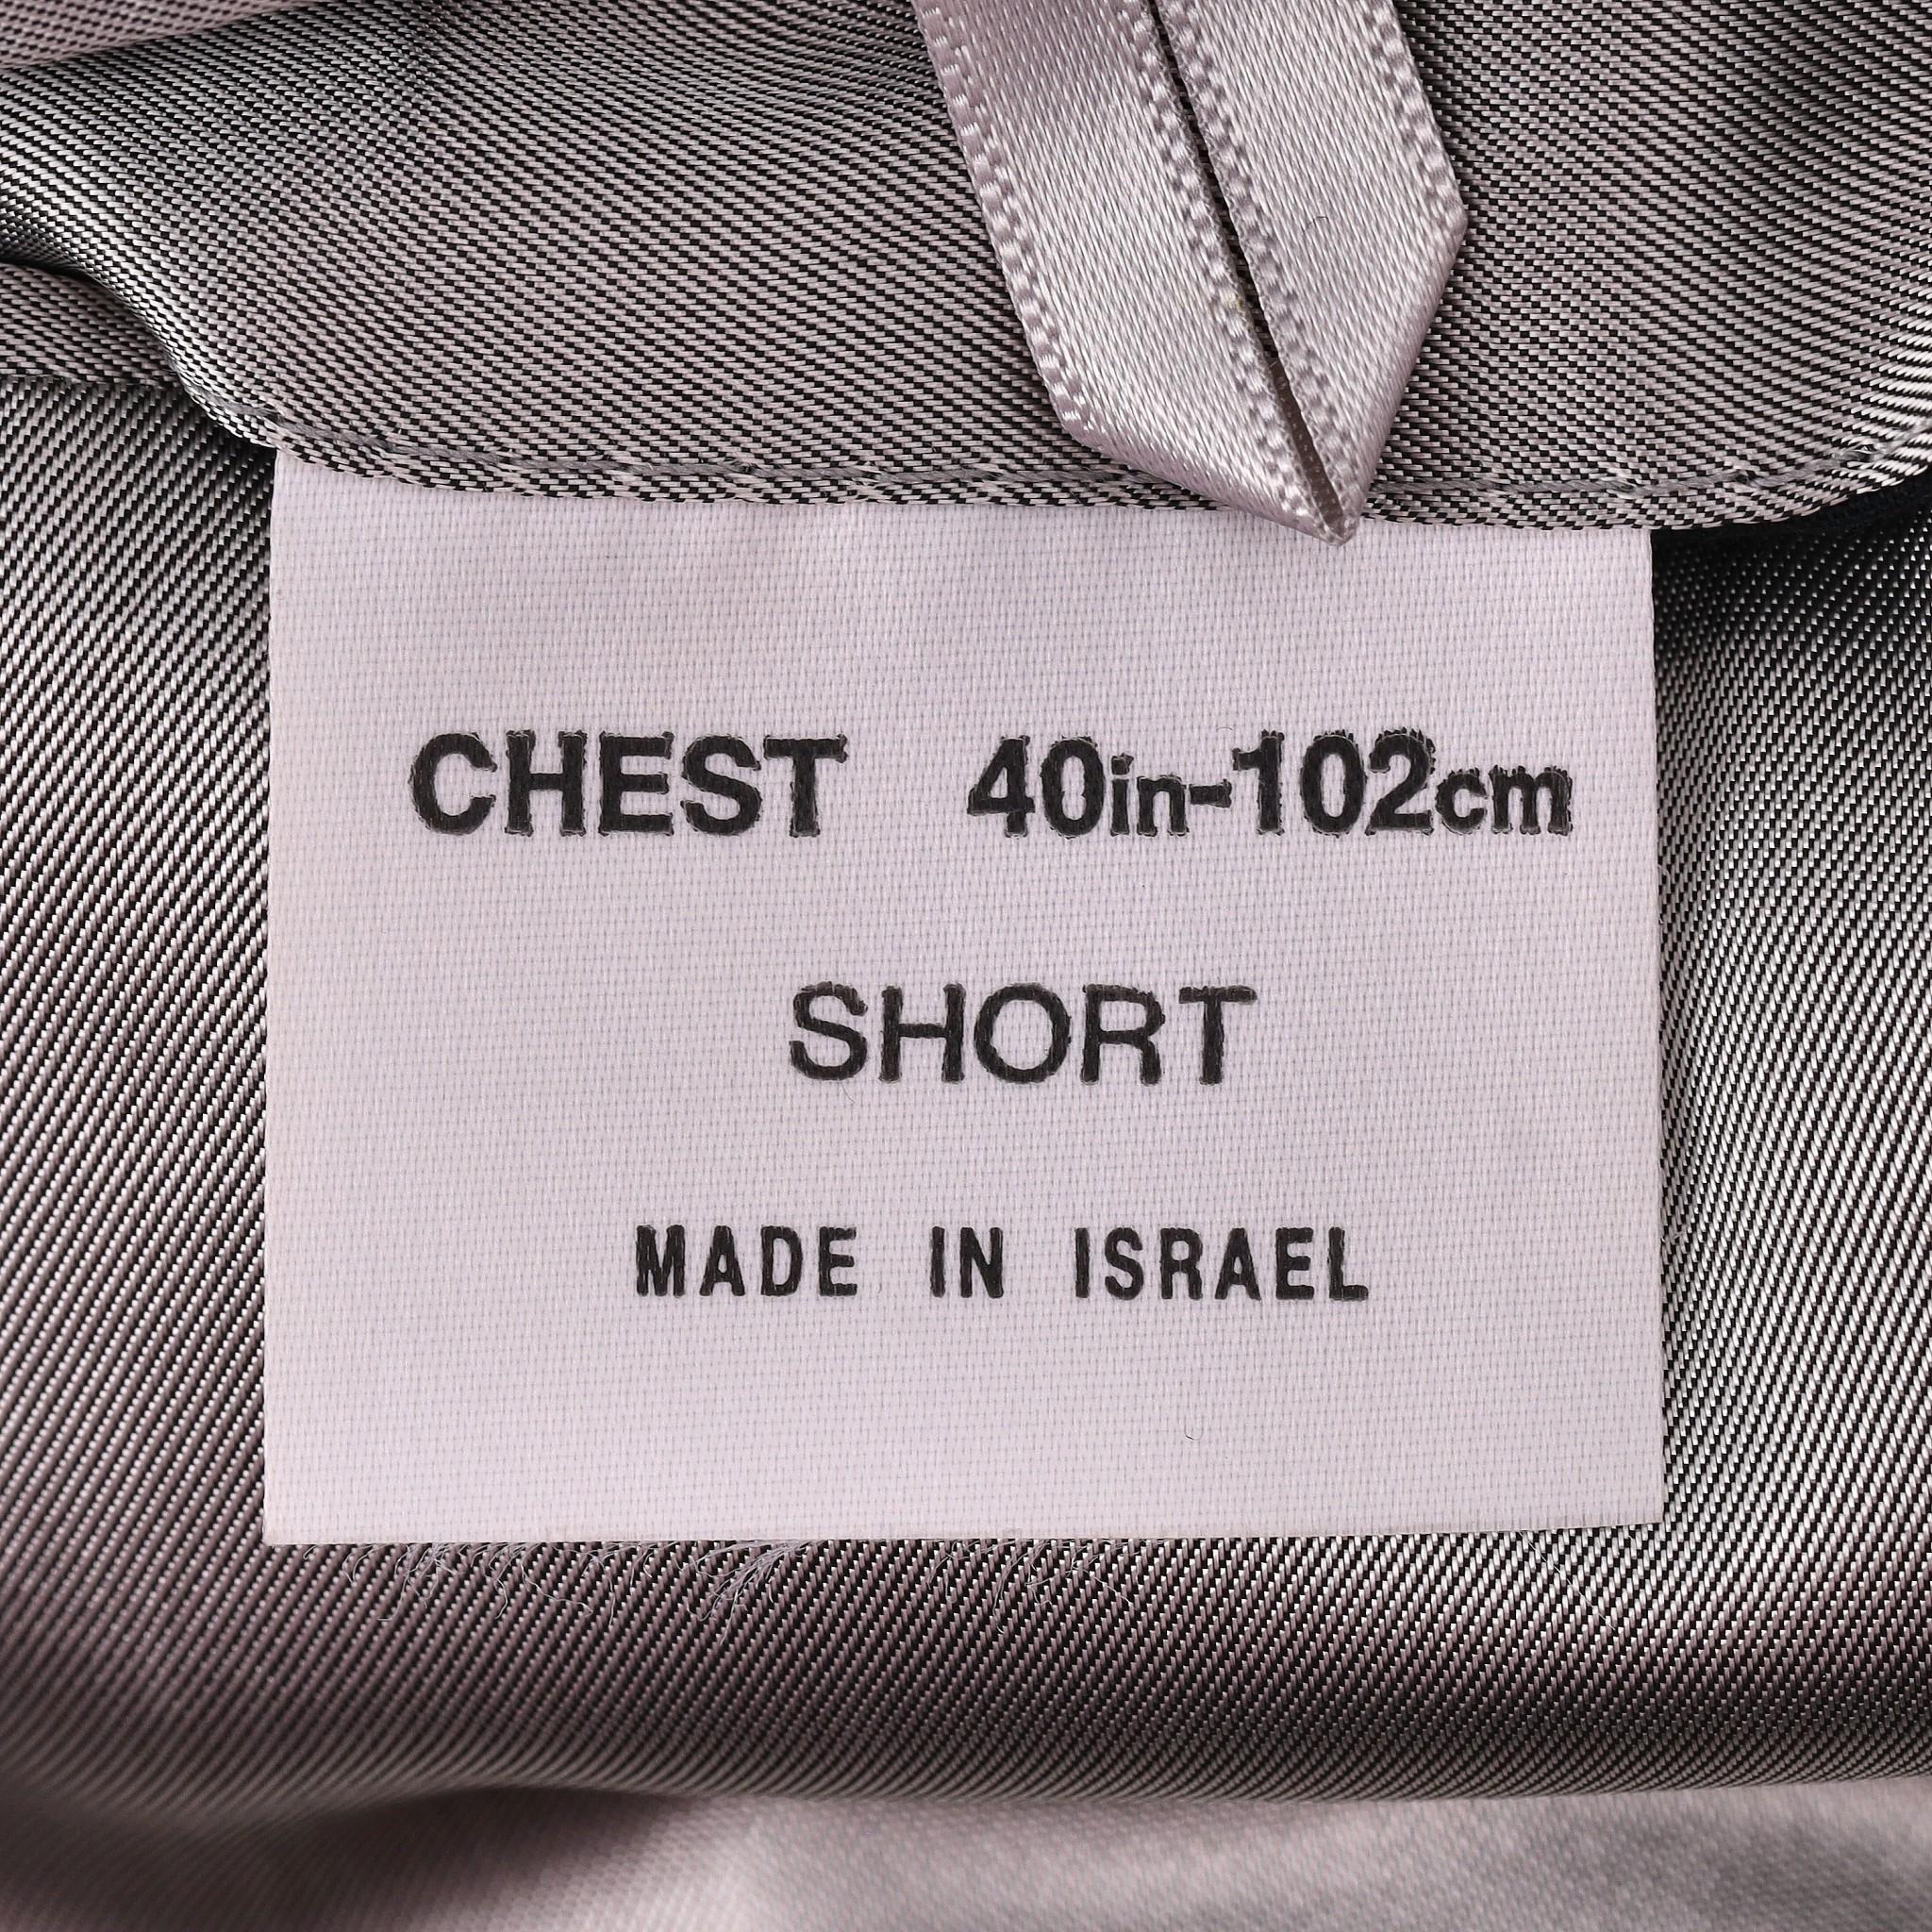 CHEST 40in-102cm
SHORT
MADE IN ISRAEL